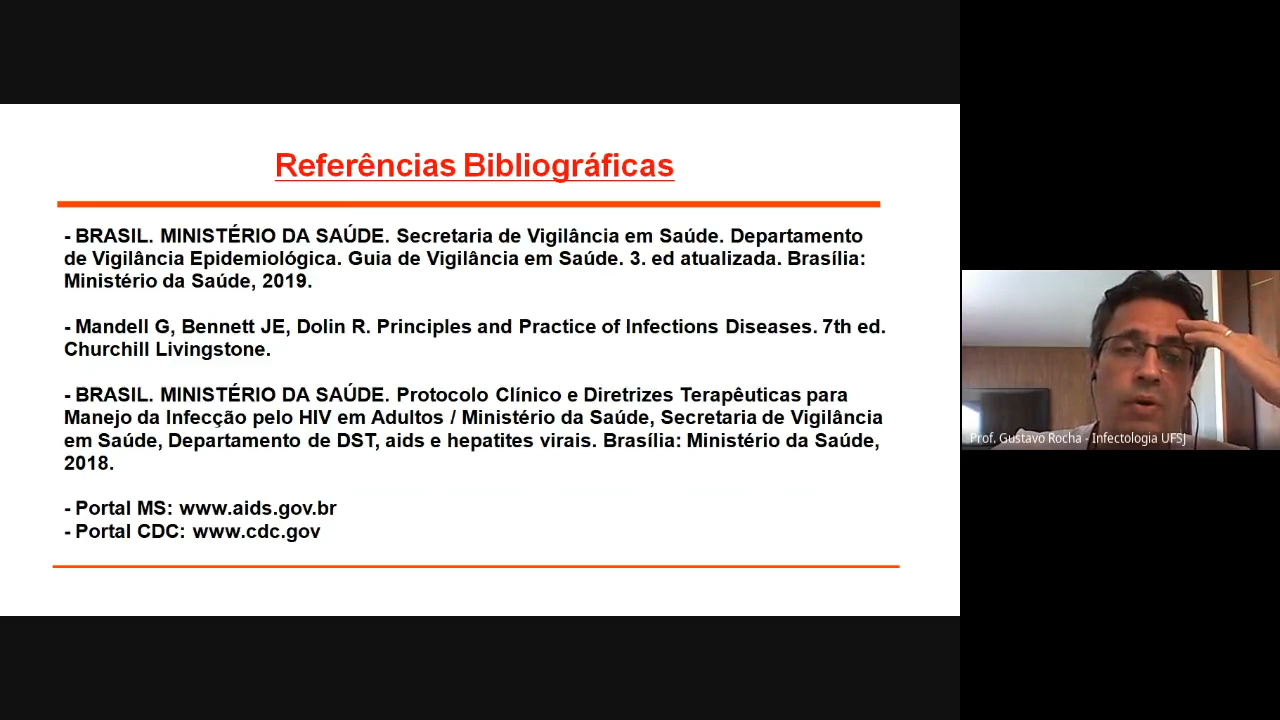 Referências Bibliográficas
- BRASIL. MINISTÉRIO DA SAÚDE. Secretaria de Vigilância em Saúde. Departamento
de Vigilância Epidemiológica. Guia de Vigilância em Saúde. 3. ed atualizada. Brasília:
Ministério da Saúde, 2019.
- Mandell G, Bennett JE, Dolin R. Principles and Practice of Infections Diseases. 7th ed.
Churchill Livingstone.
- BRASIL. MINISTÉRIO DA SAÚDE. Protocolo Clínico e Diretrizes Terapêuticas para
Manejo da Infecção pelo HIV em Adultos / Ministério da Saúde, Secretaria de Vigilância
em Saúde, Departamento de DST, aids e hepatites virais. Brasília: Ministério da Saúde,
2018.
- Portal MS: www.aids.gov.br
- Portal CDC: www.cdc.gov
Prof. Gustavo Rocha - Infectologia UFSJ